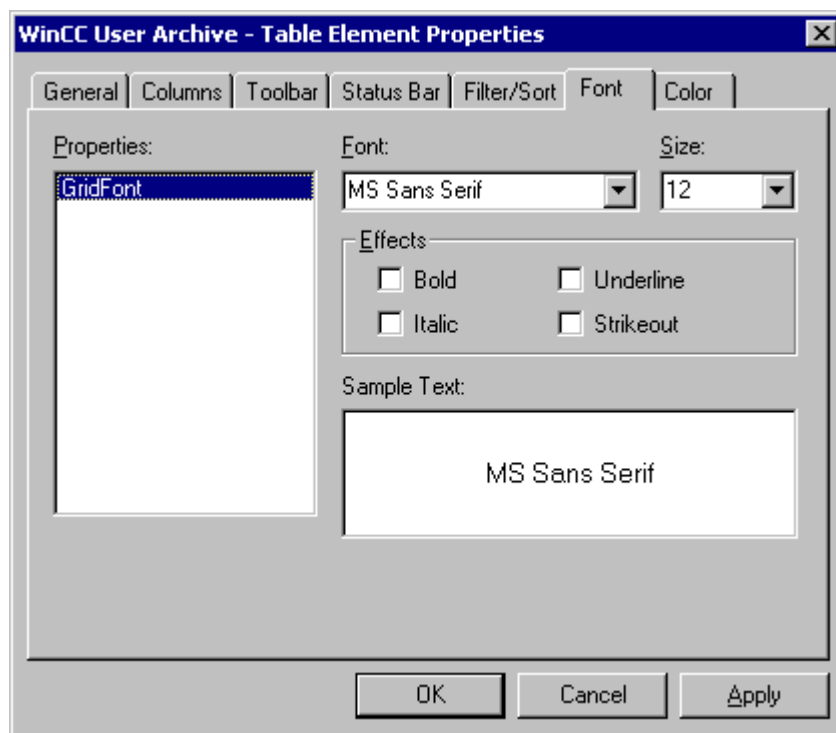 WinCC User Archive - Table Element Properties
General Columns Toolbar Status Bar Filter/Sort Font Color
Properties: Font: Size:
GridFont MS Sans Serif 12
Effects
Bold Underline
Italic Strikeout
Sample Text:
MS Sans Serif
OK Cancel Apply